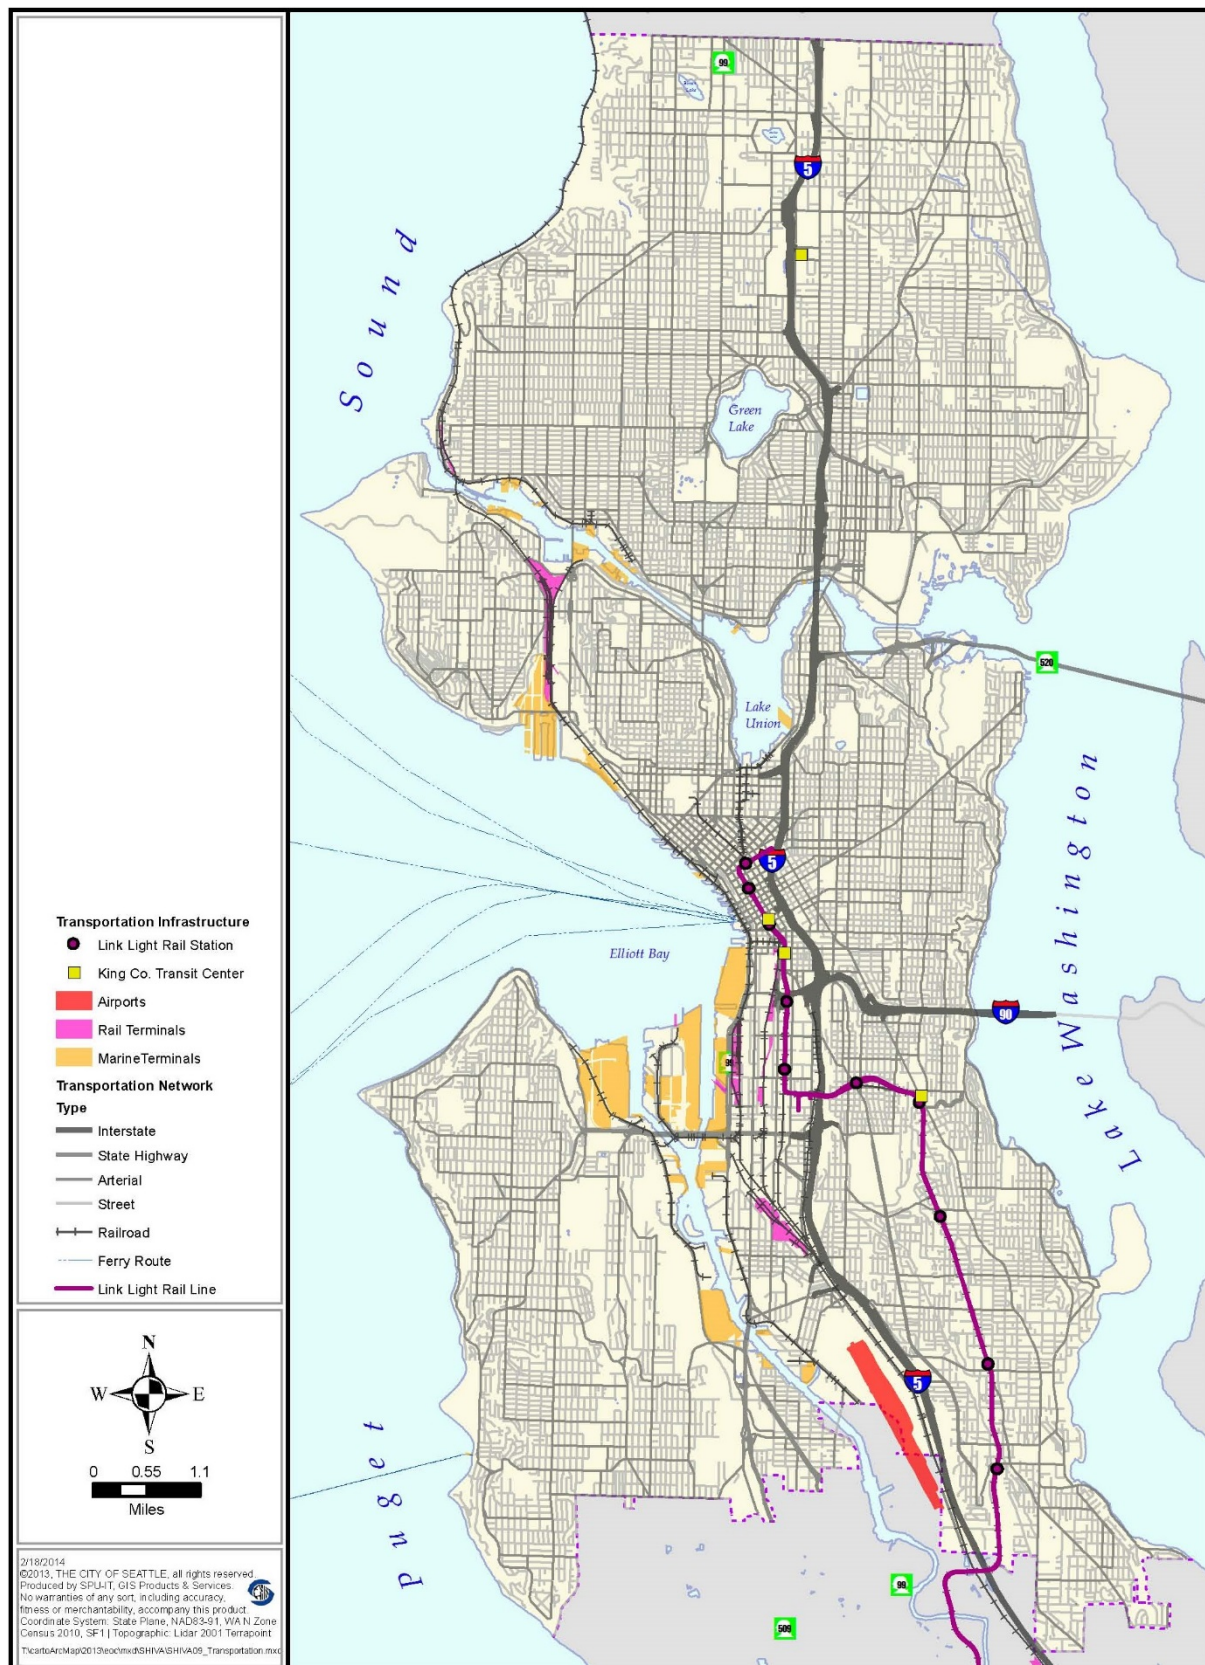 99
5
Sound
Green
Lake
520
Lake
Union
Lake Washington
5
Elliott Bay
90
99
5
Puget
99
509
Transportation Infrastructure
Link Light Rail Station
King Co. Transit Center
Airports
Rail Terminals
MarineTerminals
Transportation Network
Type
Interstate
State Highway
Arterial
Street
Railroad
Ferry Route
Link Light Rail Line
N
W E
S
0 0.55 1.1
Miles
2/18/2014
©2013, THE CITY OF SEATTLE, all rights reserved.
Produced by SPU-IT, GIS Products & Services.
No warranties of any sort, including accuracy,
fitness or merchantability, accompany this product.
Coordinate System: State Plane, NAD83-91, WA N Zone
Census 2010, SF1 | Topographic: Lidar 2001 Terrapoint